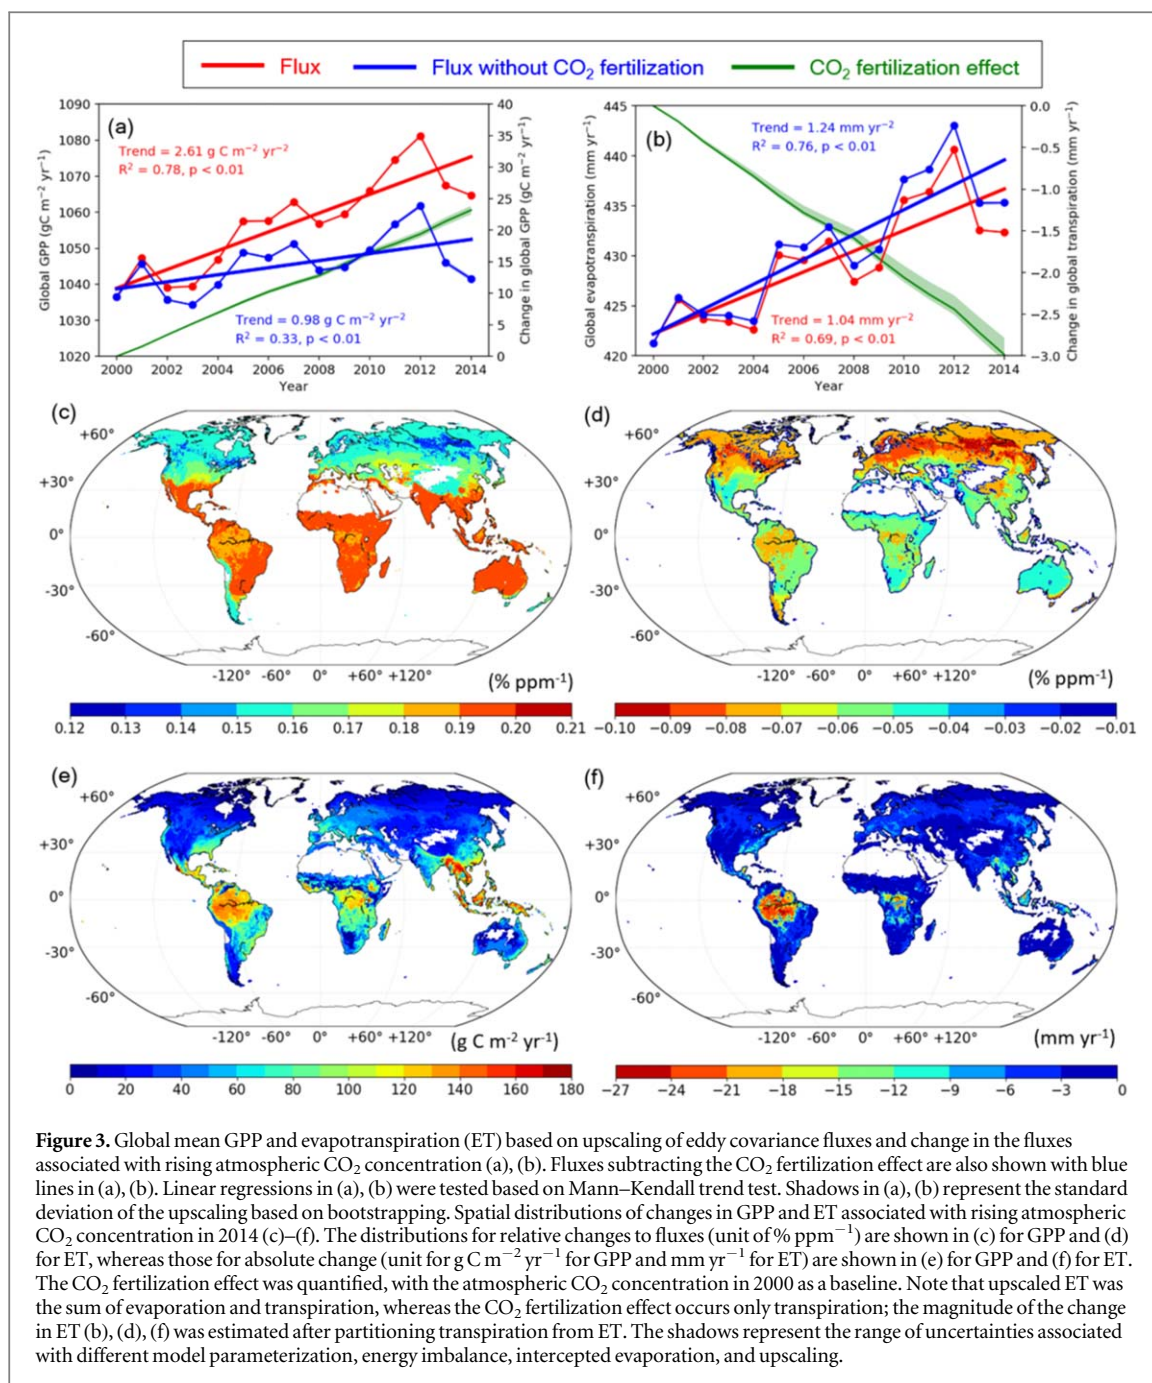 Flux Flux without CO₂ fertilization CO₂ fertilization effect
(a)
Global GPP (gC m⁻² yr⁻¹)
1090
1080
1070
1060
1050
1040
1030
1020
Trend = 2.61 g C m⁻² yr⁻²
R² = 0.78, p < 0.01
Trend = 0.98 g C m⁻² yr⁻²
R² = 0.33, p < 0.01
40
35
30
25
20
15
10
5
0
Change in global GPP (gC m⁻² yr⁻¹)
2000 2002 2004 2006 2008 2010 2012 2014
Year
(b)
Global evapotranspiration (mm yr⁻¹)
445
440
435
430
425
420
Trend = 1.24 mm yr⁻²
R² = 0.76, p < 0.01
Trend = 1.04 mm yr⁻²
R² = 0.69, p < 0.01
0.0
−0.5
−1.0
−1.5
−2.0
−2.5
−3.0
Change in global transpiration (mm yr⁻¹)
2000 2002 2004 2006 2008 2010 2012 2014
Year
(c)
+60°
+30°
0°
-30°
-60°
-120° -60° 0° +60° +120°
(% ppm⁻¹)
0.12 0.13 0.14 0.15 0.16 0.17 0.18 0.19 0.20 0.21
(d)
+60°
+30°
0°
-30°
-60°
-120° -60° 0° +60° +120°
(% ppm⁻¹)
−0.10 −0.09 −0.08 −0.07 −0.06 −0.05 −0.04 −0.03 −0.02 −0.01
(e)
+60°
+30°
0°
-30°
-60°
-120° -60° 0° +60° +120°
(g C m⁻² yr⁻¹)
0 20 40 60 80 100 120 140 160 180
(f)
+60°
+30°
0°
-30°
-60°
-120° -60° 0° +60° +120°
(mm yr⁻¹)
−27 −24 −21 −18 −15 −12 −9 −6 −3 0
Figure 3. Global mean GPP and evapotranspiration (ET) based on upscaling of eddy covariance fluxes and change in the fluxes
associated with rising atmospheric CO₂ concentration (a), (b). Fluxes subtracting the CO₂ fertilization effect are also shown with blue
lines in (a), (b). Linear regressions in (a), (b) were tested based on Mann–Kendall trend test. Shadows in (a), (b) represent the standard
deviation of the upscaling based on bootstrapping. Spatial distributions of changes in GPP and ET associated with rising atmospheric
CO₂ concentration in 2014 (c)–(f). The distributions for relative changes to fluxes (unit of % ppm⁻¹) are shown in (c) for GPP and (d)
for ET, whereas those for absolute change (unit for g C m⁻² yr⁻¹ for GPP and mm yr⁻¹ for ET) are shown in (e) for GPP and (f) for ET.
The CO₂ fertilization effect was quantified, with the atmospheric CO₂ concentration in 2000 as a baseline. Note that upscaled ET was
the sum of evaporation and transpiration, whereas the CO₂ fertilization effect occurs only transpiration; the magnitude of the change
in ET (b), (d), (f) was estimated after partitioning transpiration from ET. The shadows represent the range of uncertainties associated
with different model parameterization, energy imbalance, intercepted evaporation, and upscaling.